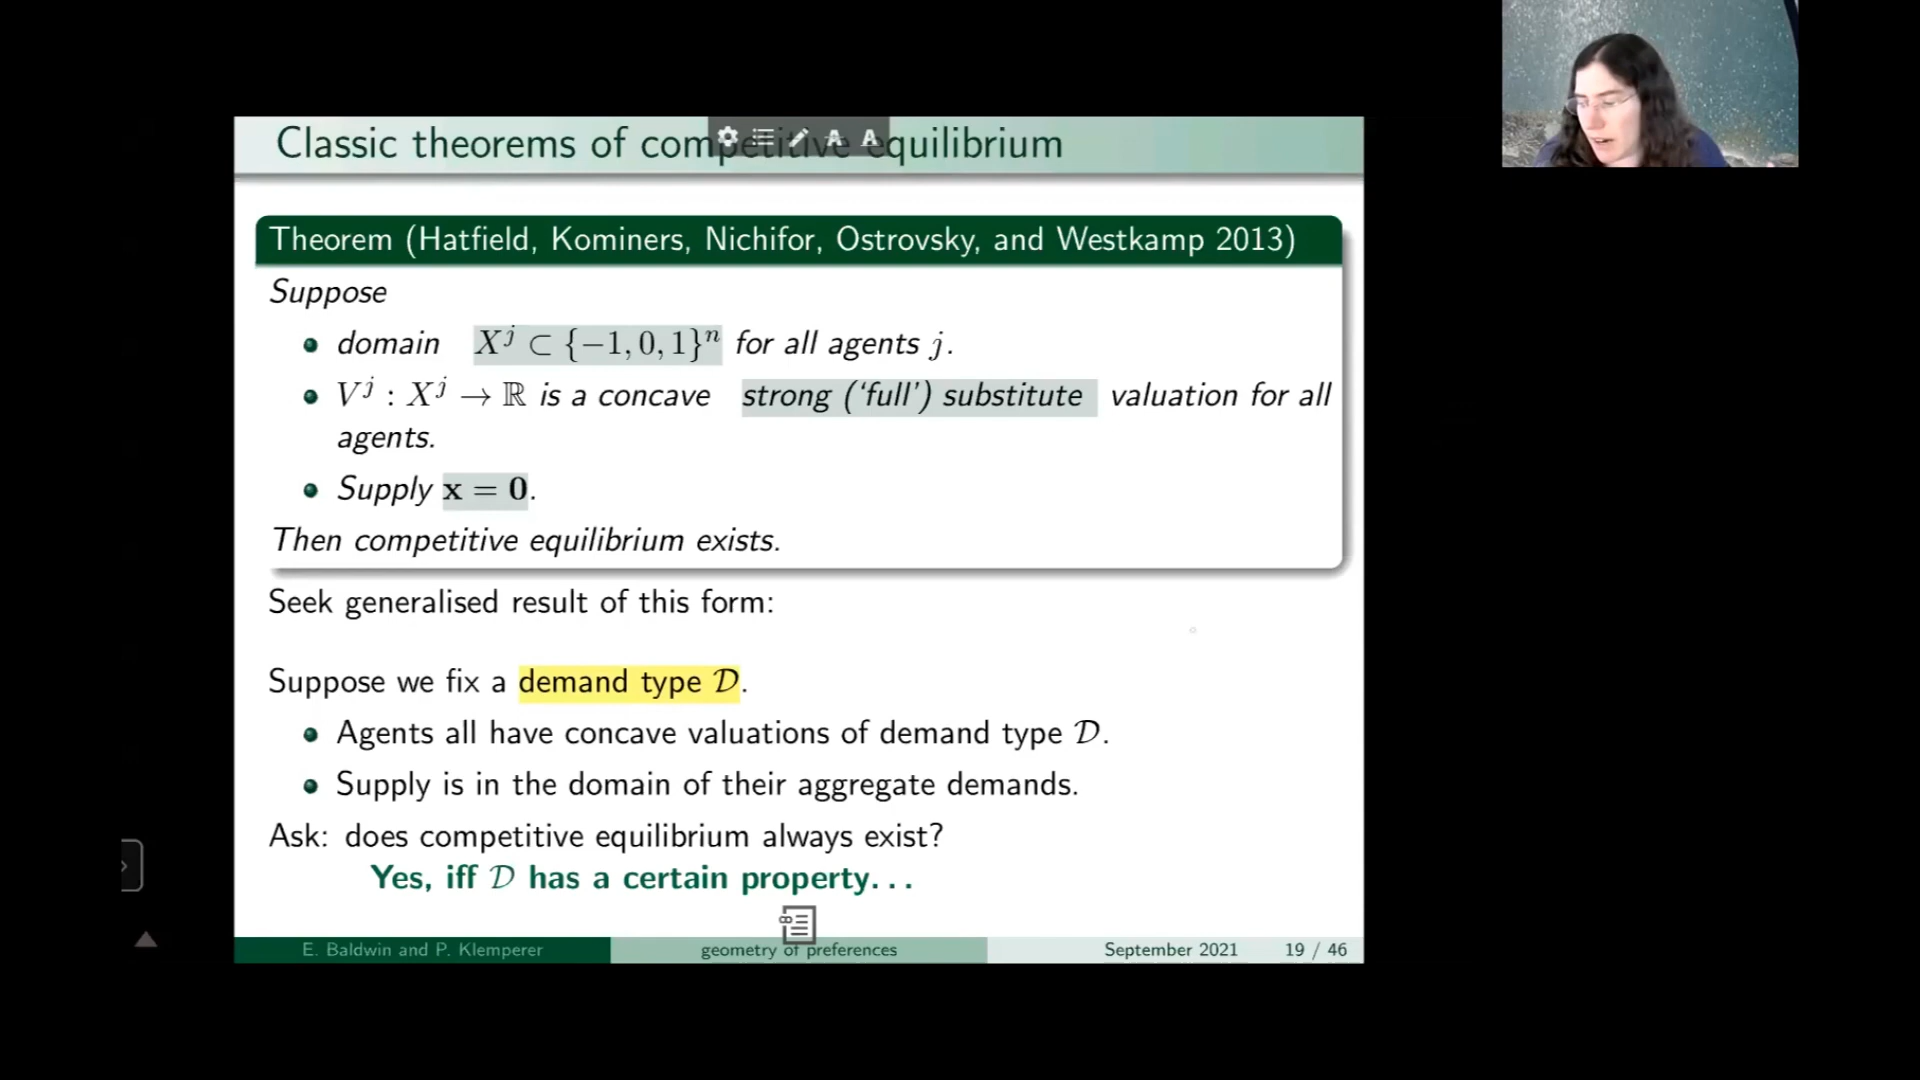 Classic theorems of competitive equilibrium
Theorem (Hatfield, Kominers, Nichifor, Ostrovsky, and Westkamp 2013)
Suppose
• domain X^j ⊂ {−1, 0, 1}^n for all agents j.
• V^j : X^j → ℝ is a concave strong (‘full’) substitute valuation for all
agents.
• Supply x = 0.
Then competitive equilibrium exists.
Seek generalised result of this form:
Suppose we fix a demand type 𝒟.
• Agents all have concave valuations of demand type 𝒟.
• Supply is in the domain of their aggregate demands.
Ask: does competitive equilibrium always exist?
Yes, iff 𝒟 has a certain property...
E. Baldwin and P. Klemperer geometry of preferences September 2021 19 / 46